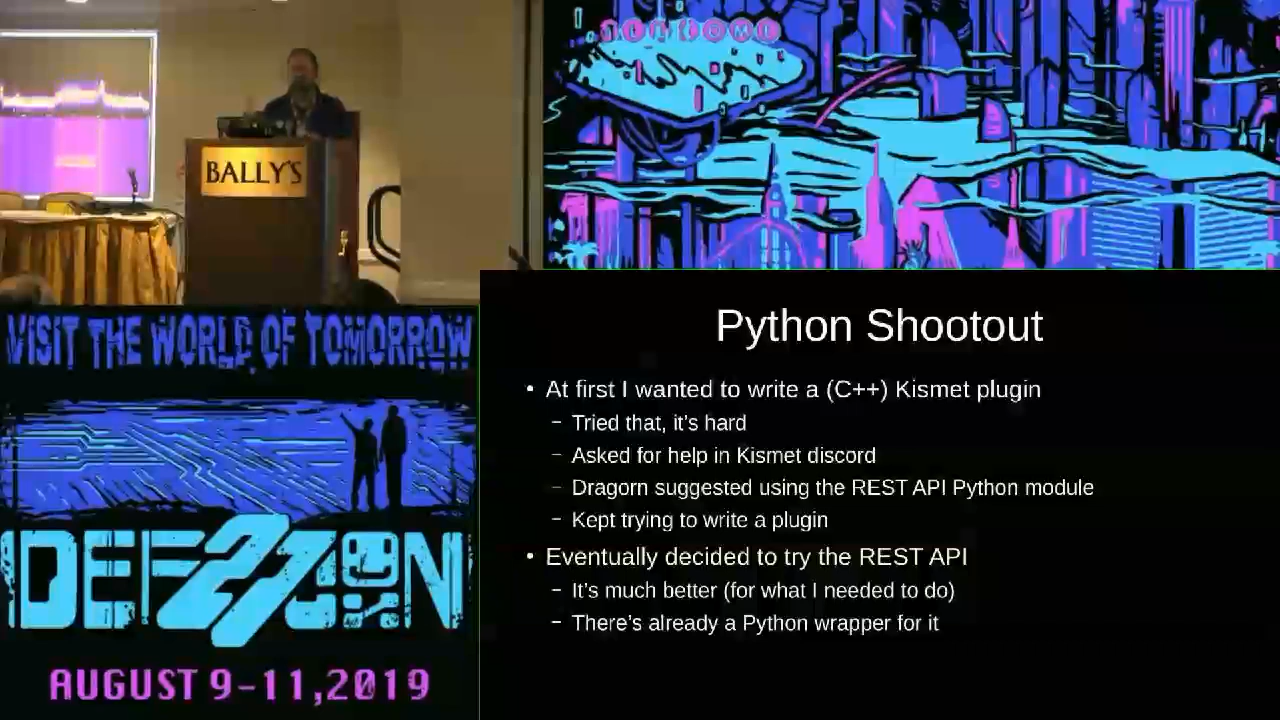 WELCOME
BALLY'S
VISIT THE WORLD OF TOMORROW
DEF 27 CON
AUGUST 9-11,2019
Python Shootout
• At first I wanted to write a (C++) Kismet plugin
– Tried that, it's hard
– Asked for help in Kismet discord
– Dragorn suggested using the REST API Python module
– Kept trying to write a plugin
• Eventually decided to try the REST API
– It's much better (for what I needed to do)
– There's already a Python wrapper for it